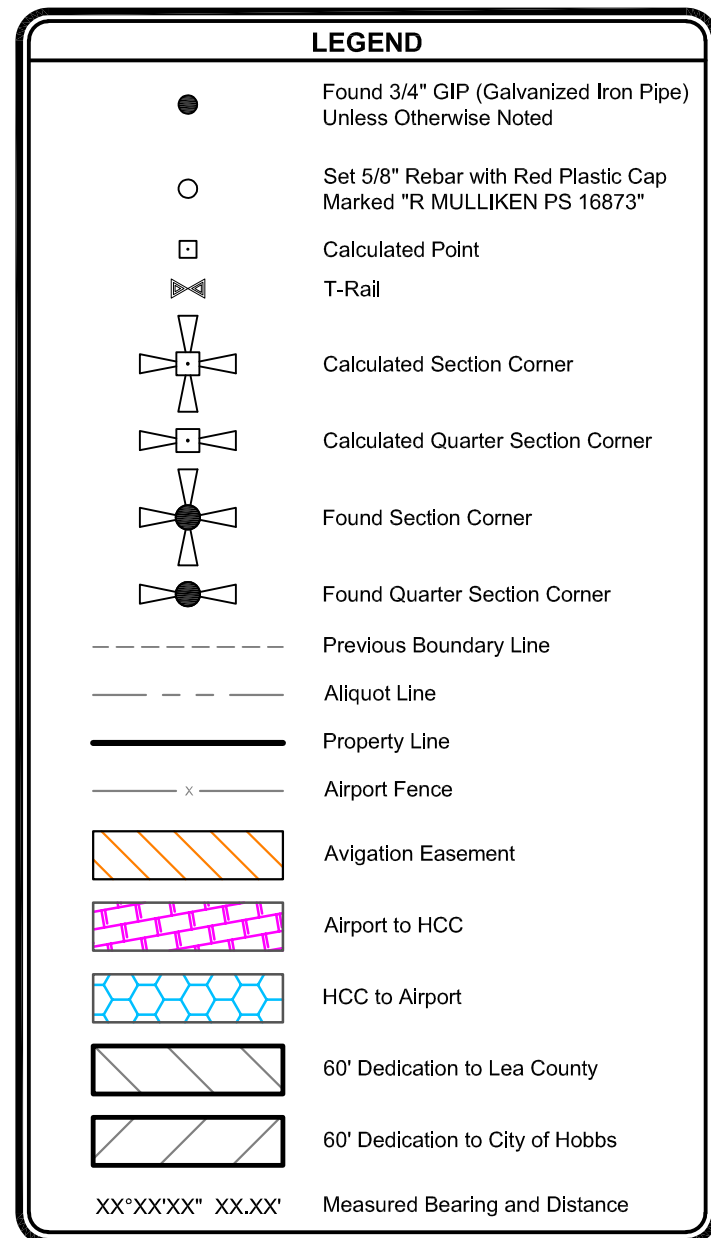 LEGEND
Found 3/4" GIP (Galvanized Iron Pipe)
Unless Otherwise Noted
Set 5/8" Rebar with Red Plastic Cap
Marked "R MULLIKEN PS 16873"
Calculated Point
T-Rail
Calculated Section Corner
Calculated Quarter Section Corner
Found Section Corner
Found Quarter Section Corner
Previous Boundary Line
Aliquot Line
Property Line
x Airport Fence
Avigation Easement
Airport to HCC
HCC to Airport
60' Dedication to Lea County
60' Dedication to City of Hobbs
XX°XX'XX" XX.XX' Measured Bearing and Distance